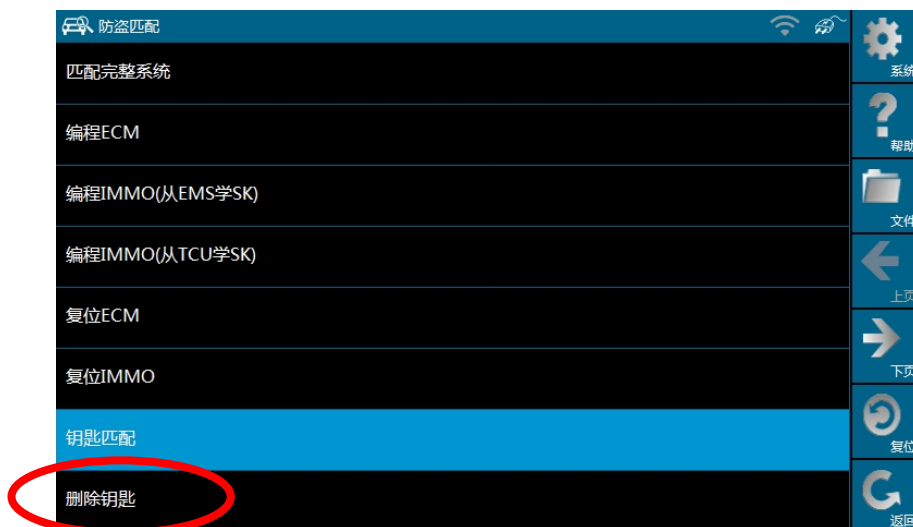 防盗匹配
匹配完整系统
编程ECM
编程IMMO(从EMS学SK)
编程IMMO(从TCU学SK)
复位ECM
复位IMMO
钥匙匹配
删除钥匙
系统
帮助
文件
上页
下页
复位
返回